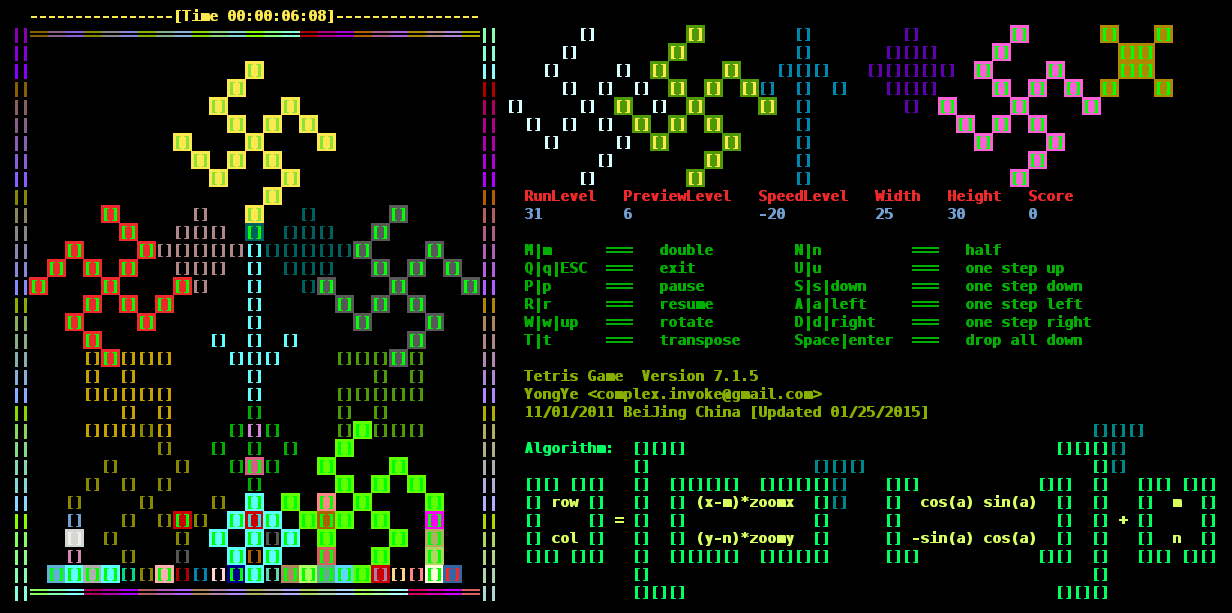 [Time 00:00:06:08]
RunLevel PreviewLevel SpeedLevel Width Height Score
31 6 -20 25 30 0
M|m === double N|n === half
Q|q|ESC === exit U|u === one step up
P|p === pause S|s|down === one step down
R|r === resume A|a|left === one step left
W|w|up === rotate D|d|right === one step right
T|t === transpose Space|enter === drop all down
Tetris Game Version 7.1.5
YongYe <complex.invoke@gmail.com>
11/01/2011 BeiJing China [Updated 01/25/2015]
Algorithm:
row (x-m)*zoomx cos(a) sin(a) m
= +
col (y-n)*zoomy -sin(a) cos(a) n